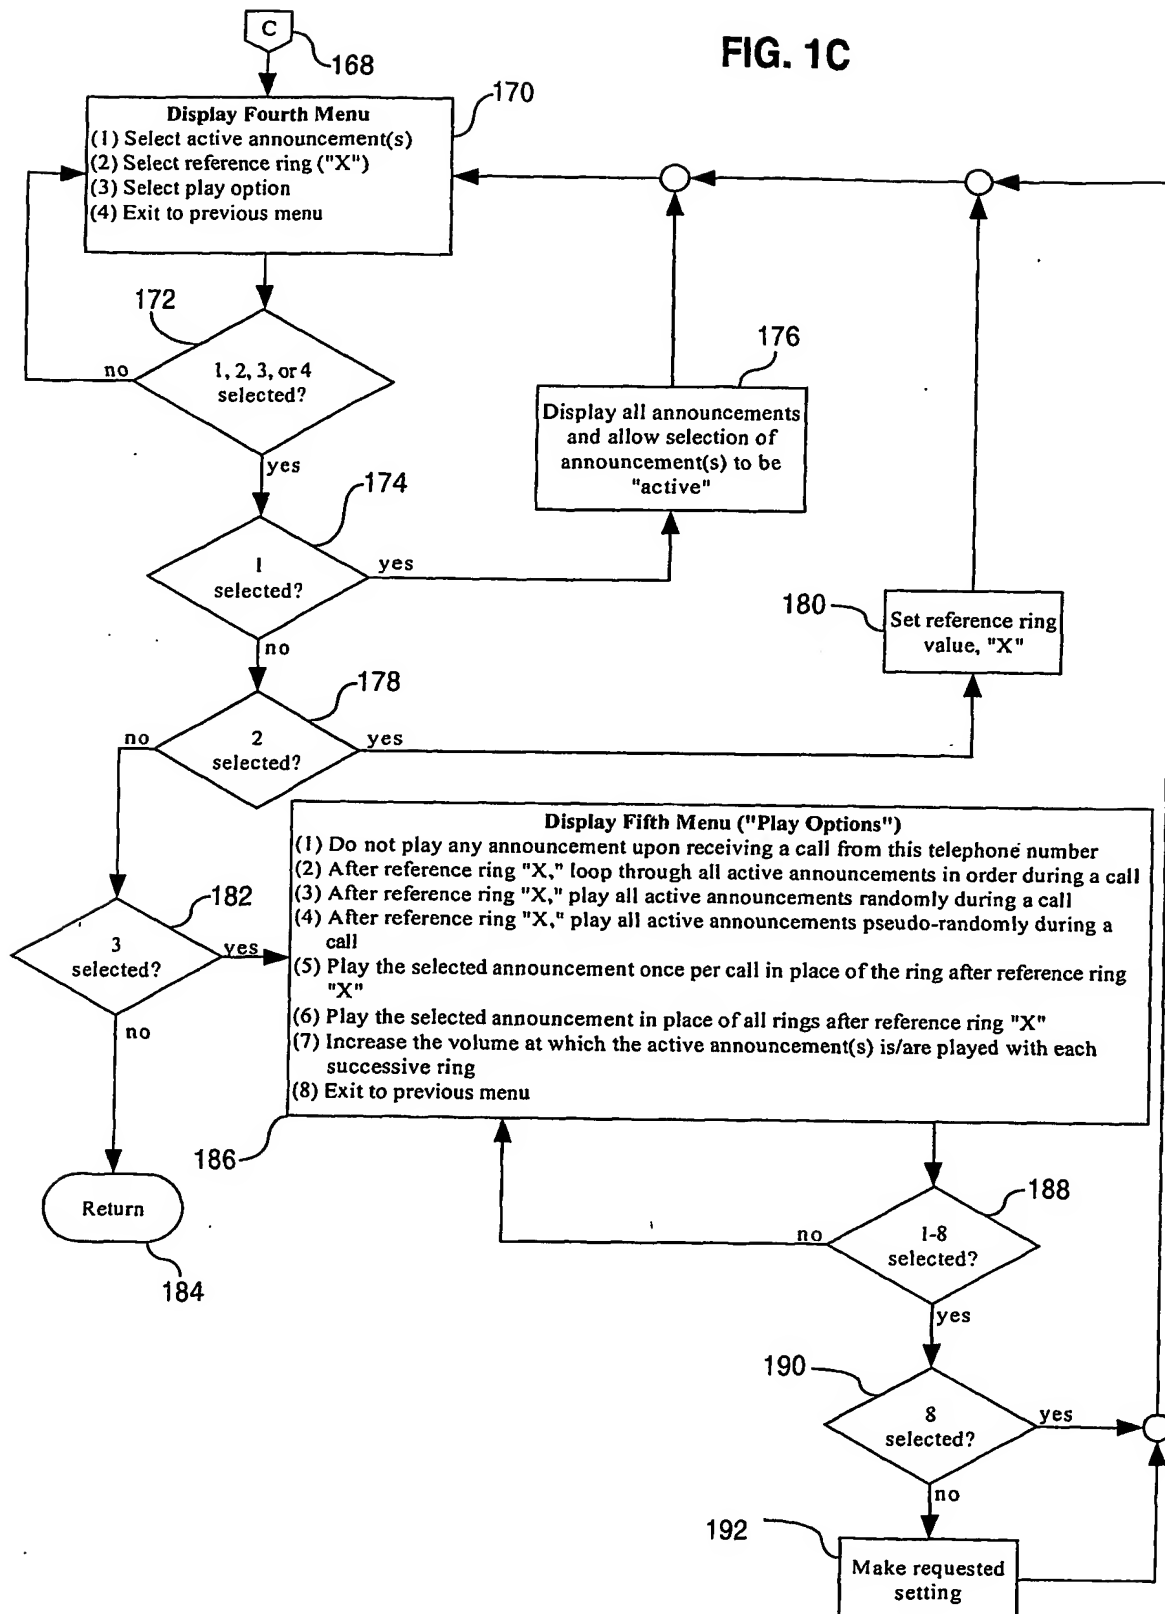 C
FIG. 1C
168
170
Display Fourth Menu
(1) Select active announcement(s)
(2) Select reference ring ("X")
(3) Select play option
(4) Exit to previous menu
172
1, 2, 3, or 4
selected?
no
yes
176
Display all announcements
and allow selection of
announcement(s) to be
"active"
174
1
selected?
yes
no
180
Set reference ring
value, "X"
178
2
selected?
no
yes
Display Fifth Menu ("Play Options")
(1) Do not play any announcement upon receiving a call from this telephone number
(2) After reference ring "X," loop through all active announcements in order during a call
(3) After reference ring "X," play all active announcements randomly during a call
(4) After reference ring "X," play all active announcements pseudo-randomly during a
call
(5) Play the selected announcement once per call in place of the ring after reference ring
"X"
(6) Play the selected announcement in place of all rings after reference ring "X"
(7) Increase the volume at which the active announcement(s) is/are played with each
successive ring
(8) Exit to previous menu
182
3
selected?
yes
no
186
Return
184
188
1-8
selected?
no
yes
190
8
selected?
yes
no
192
Make requested
setting